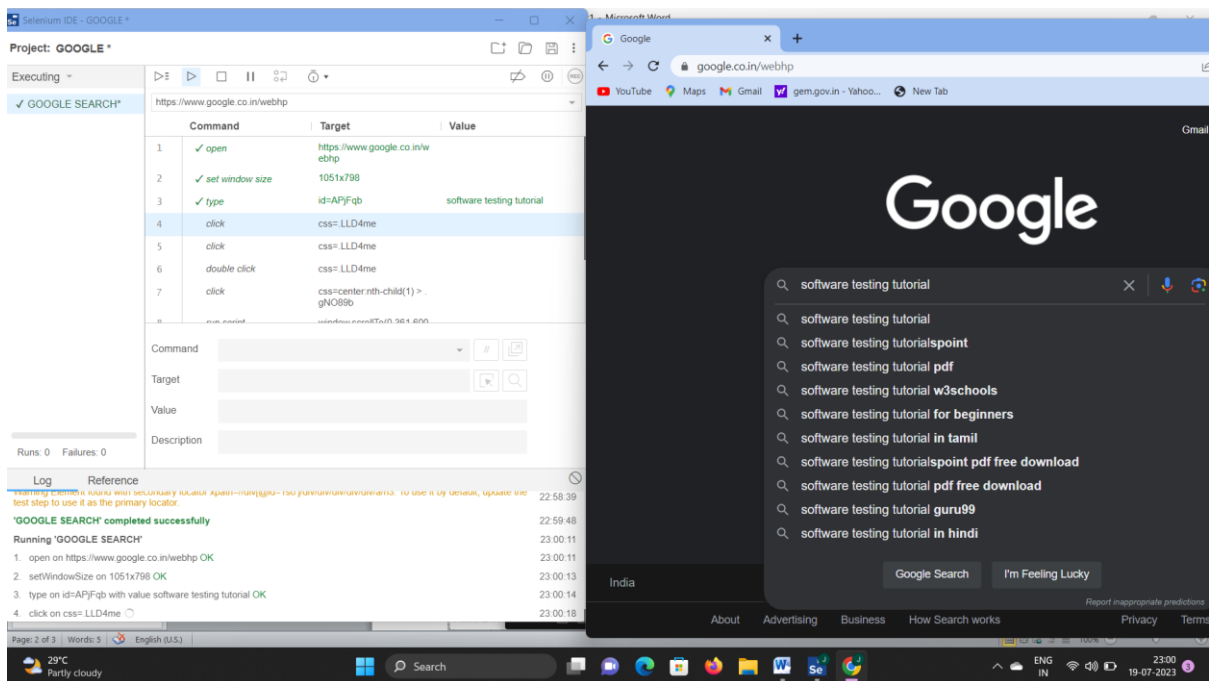 Selenium IDE - GOOGLE *
Project: GOOGLE *
Executing
✓ GOOGLE SEARCH*
Runs: 0 Failures: 0
https://www.google.co.in/webhp
Command Target Value
1 ✓ open https://www.google.co.in/w
ebhp
2 ✓ set window size 1051x798
3 ✓ type id=APjFqb software testing tutorial
4 click css=.LLD4me
5 click css=.LLD4me
6 double click css=.LLD4me
7 click css=center:nth-child(1) > .
gNO89b
8 run script
Command
//
Target
Value
Description
Log Reference
test step to use it as the primary locator.
22:58:39
'GOOGLE SEARCH' completed successfully 22:59:48
Running 'GOOGLE SEARCH' 23:00:11
1. open on https://www.google.co.in/webhp OK 23:00:11
2. setWindowSize on 1051x798 OK 23:00:13
3. type on id=APjFqb with value software testing tutorial OK 23:00:14
4. click on css=.LLD4me 23:00:18
Page: 2 of 3 Words: 5 English (U.S.)
- Microsoft Word
Google
google.co.in/webhp
YouTube Maps Gmail gem.gov.in - Yahoo... New Tab
Gmail
Google
software testing tutorial
software testing tutorial
software testing tutorialspoint
software testing tutorial pdf
software testing tutorial w3schools
software testing tutorial for beginners
software testing tutorial in tamil
software testing tutorialspoint pdf free download
software testing tutorial pdf free download
software testing tutorial guru99
software testing tutorial in hindi
Google Search I'm Feeling Lucky
Report inappropriate predictions
India
About Advertising Business How Search works Privacy Terms
100%
29°C
Partly cloudy
Search
ENG
IN
23:00
19-07-2023
3